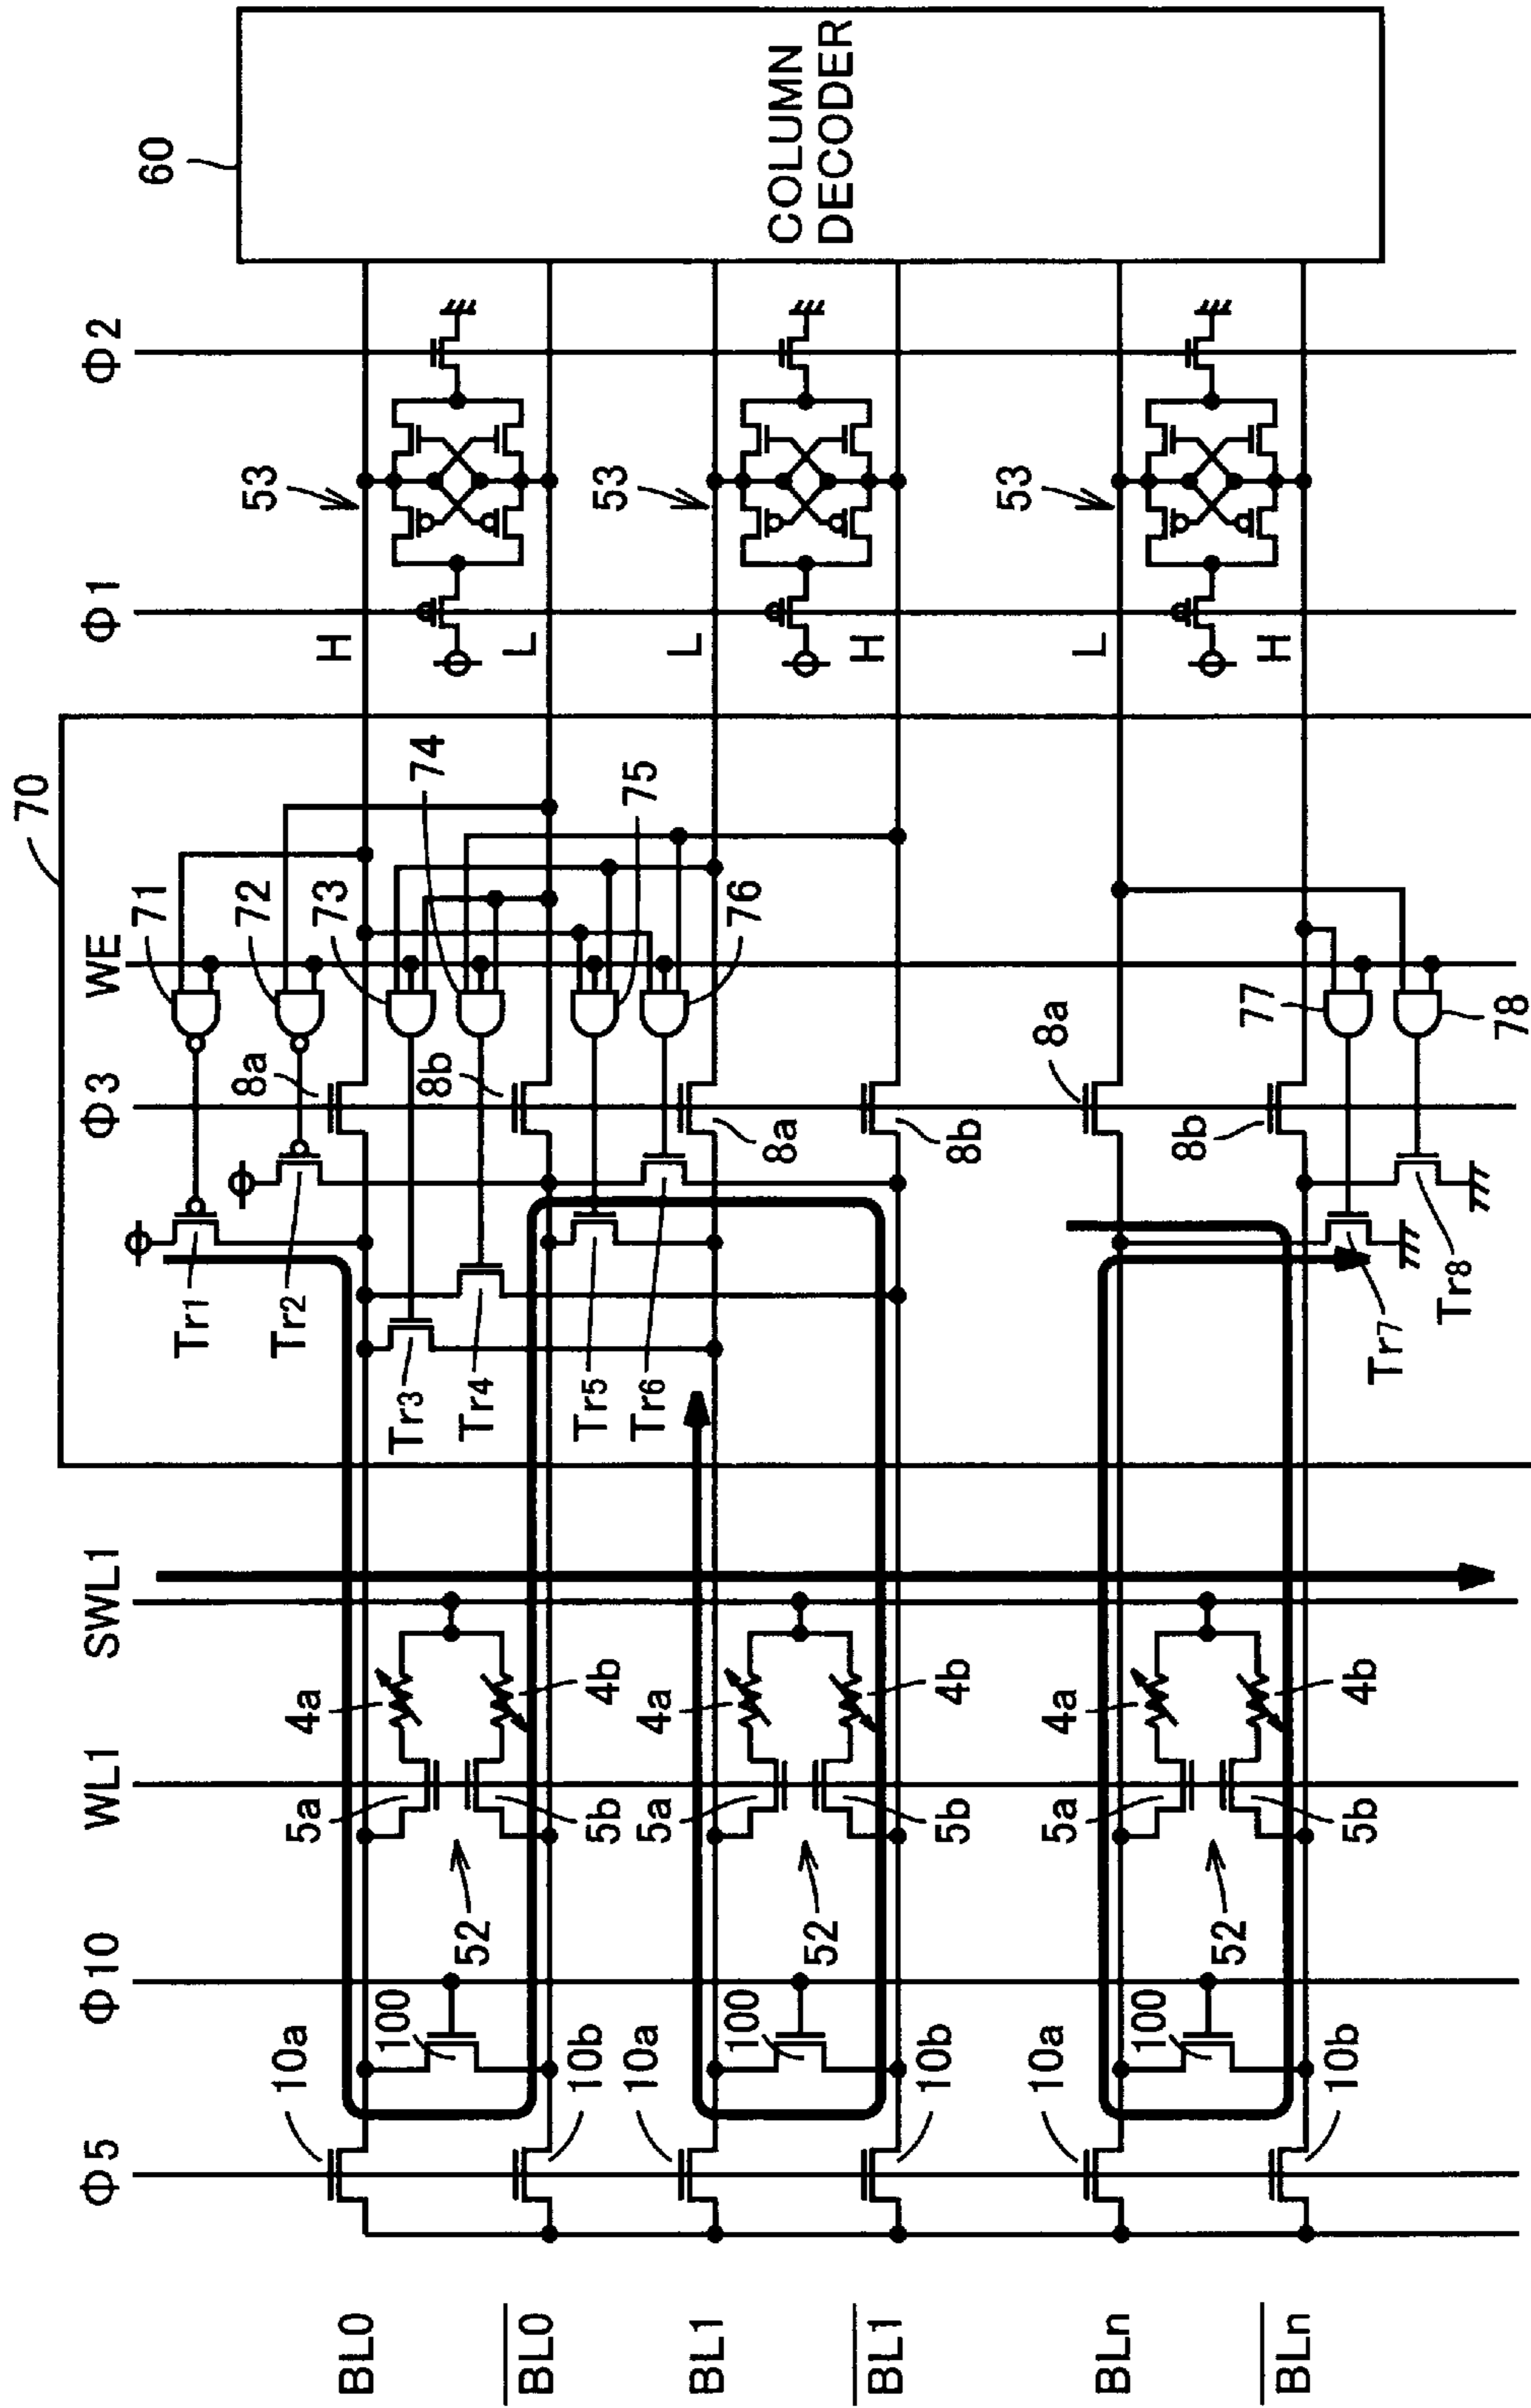 Φ5
Φ10
WL1
SWL1
70
Φ3
WE
Φ1
Φ2
60
COLUMN
DECODER
BL0
BL0
BL1
BL1
BLn
BLn
10a
10b
10a
10b
10a
10b
100
100
100
52
52
52
5a
5b
5a
5b
5a
5b
4a
4b
4a
4b
4a
4b
Tr1
Tr2
Tr3
Tr4
Tr5
Tr6
Tr7
Tr8
8a
8b
8a
8b
8a
8b
71
72
73
74
75
76
77
78
H
L
L
H
L
H
53
53
53